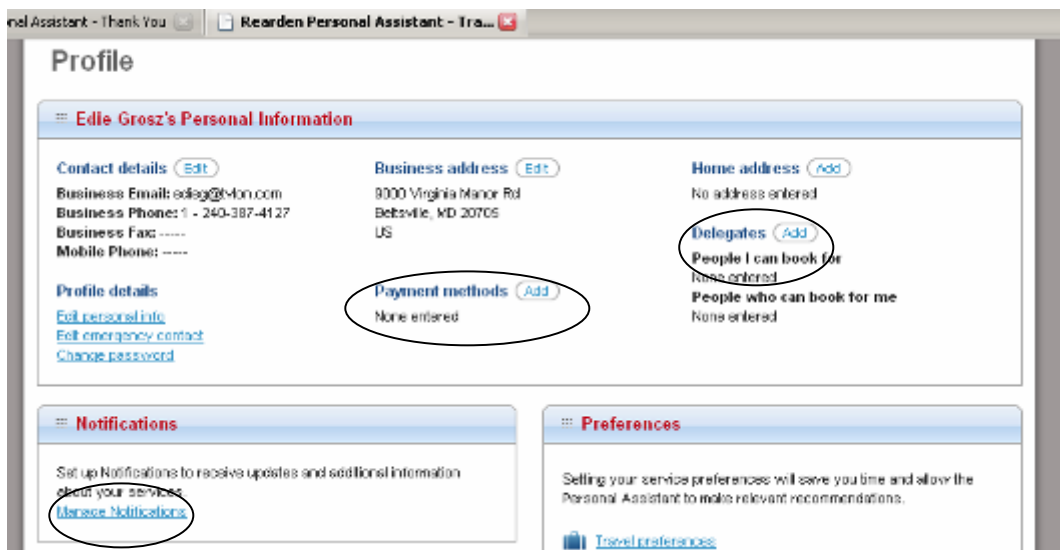 nal Assistant - Thank You
Rearden Personal Assistant - Tra...
Profile
Edie Grosz's Personal Information
Contact details Edit
Business Email:
Business Phone: 1 - 240-387-4127
Business Fax: -----
Mobile Phone: -----
Profile details
Edit personal info
Edit emergency contact
Change password
Business address Edit
9000 Virginia Manor Rd
Beltsville, MD 20705
US
Payment methods Add
None entered
Home address Add
No address entered
Delegates Add
People I can book for
None entered
People who can book for me
None entered
Notifications
Set up Notifications to receive updates and additional information
about your services.
Manage Notifications
Preferences
Setting your service preferences will save you time and allow the
Personal Assistant to make relevant recommendations.
Travel preferences